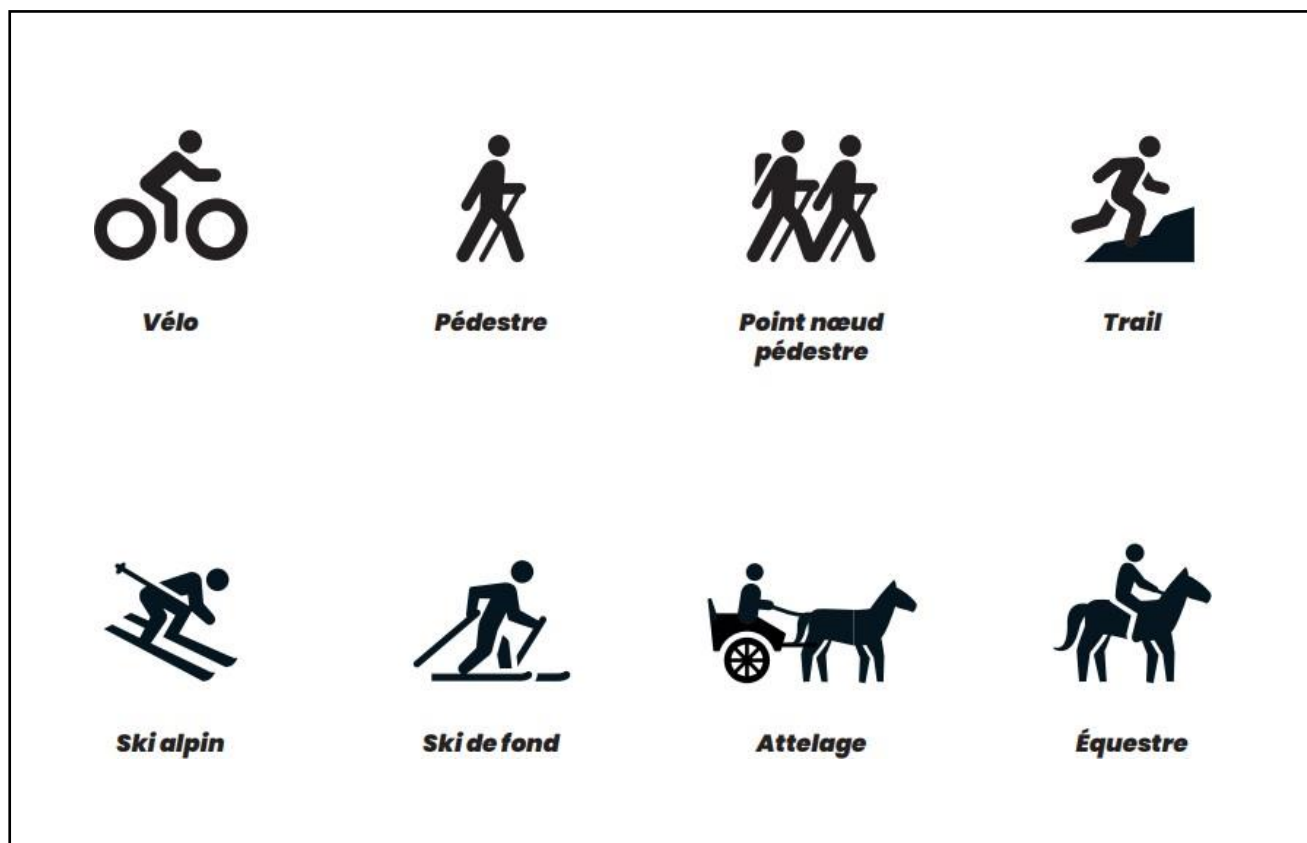 Vélo
Pédestre
Point nœud
pédestre
Trail
Ski alpin
Ski de fond
Attelage
Équestre